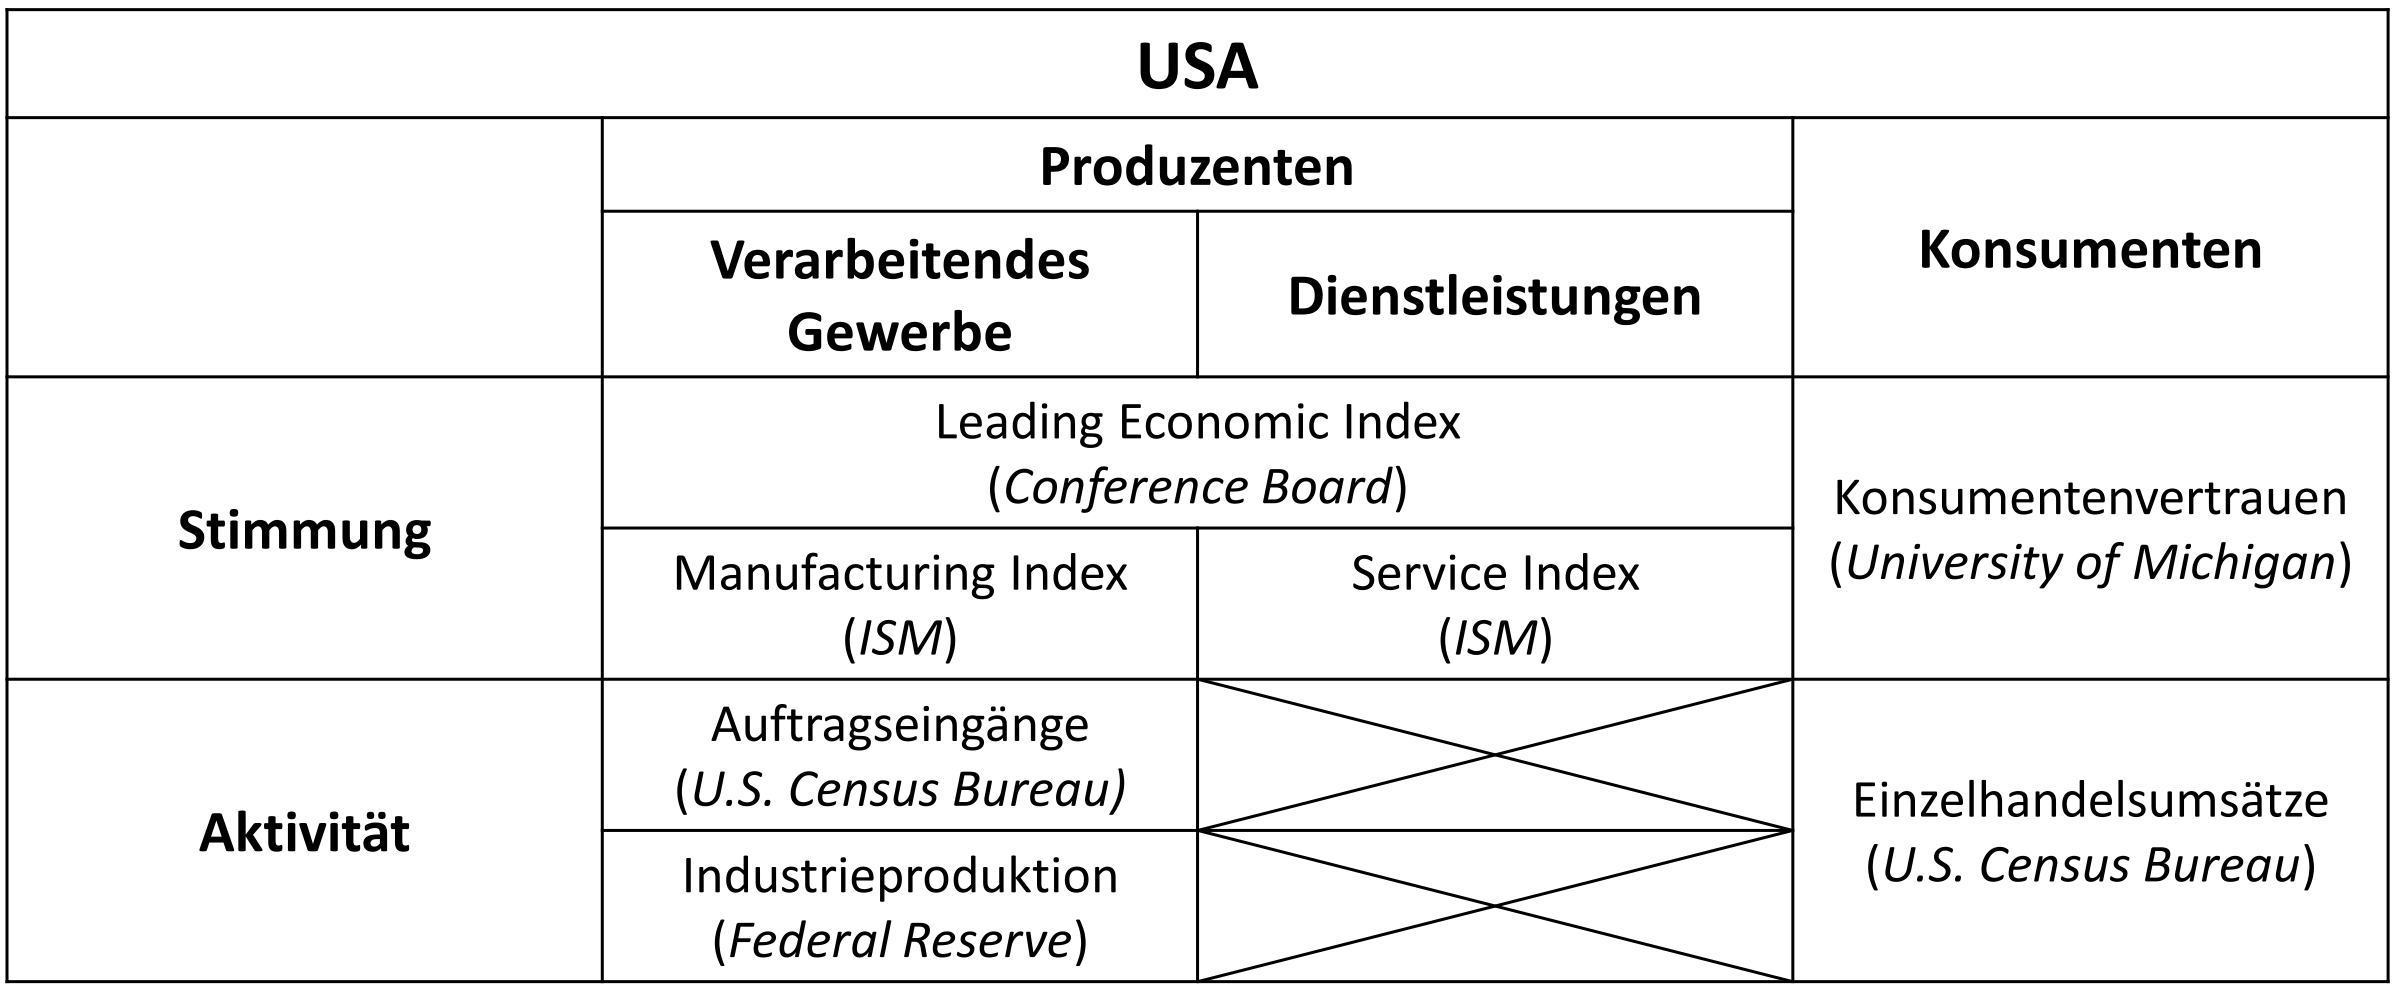 USA
Produzenten
Konsumenten
Verarbeitendes
Gewerbe
Dienstleistungen
Stimmung
Leading Economic Index
(Conference Board)
Manufacturing Index
(ISM)
Service Index
(ISM)
Konsumentenvertrauen
(University of Michigan)
Aktivität
Auftragseingänge
(U.S. Census Bureau)
Industrieproduktion
(Federal Reserve)
Einzelhandelsumsätze
(U.S. Census Bureau)